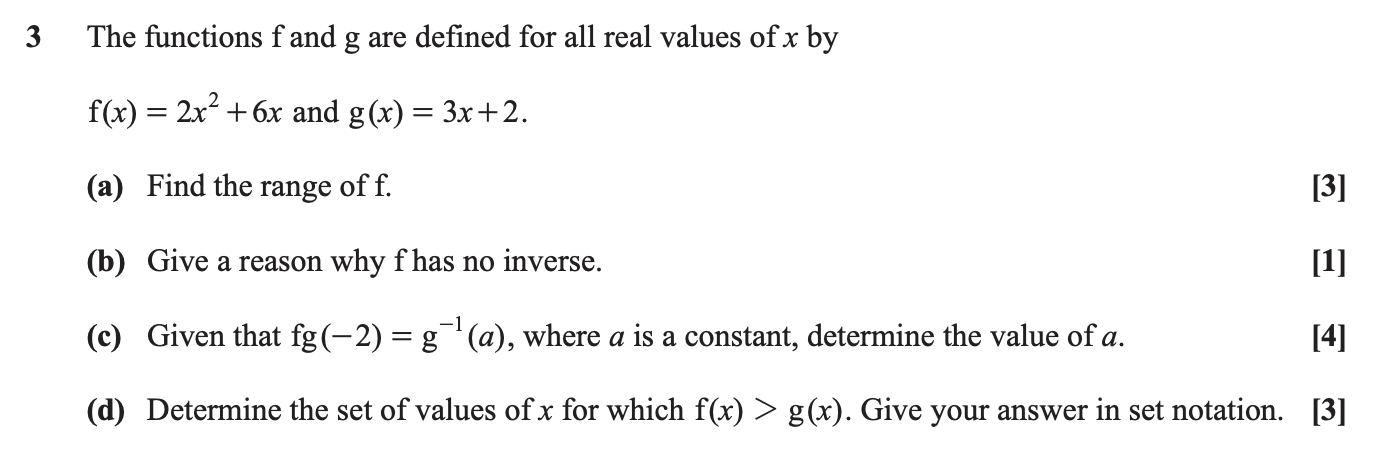 3 The functions f and g are defined for all real values of x by
f(x) = 2x² + 6x and g(x) = 3x + 2.
(a) Find the range of f. [3]
(b) Give a reason why f has no inverse. [1]
(c) Given that fg(−2) = g⁻¹(a), where a is a constant, determine the value of a. [4]
(d) Determine the set of values of x for which f(x) > g(x). Give your answer in set notation. [3]